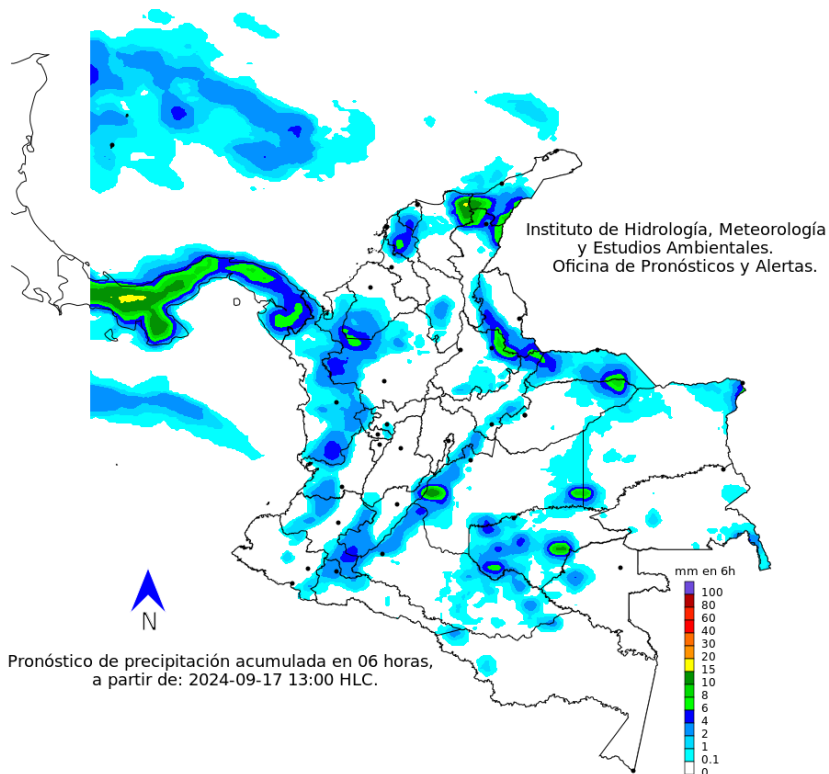 Instituto de Hidrología, Meteorología
y Estudios Ambientales.
Oficina de Pronósticos y Alertas.
mm en 6h
100
80
60
40
30
20
15
10
8
6
4
2
1
0.1
0
N
Pronóstico de precipitación acumulada en 06 horas,
a partir de: 2024-09-17 13:00 HLC.